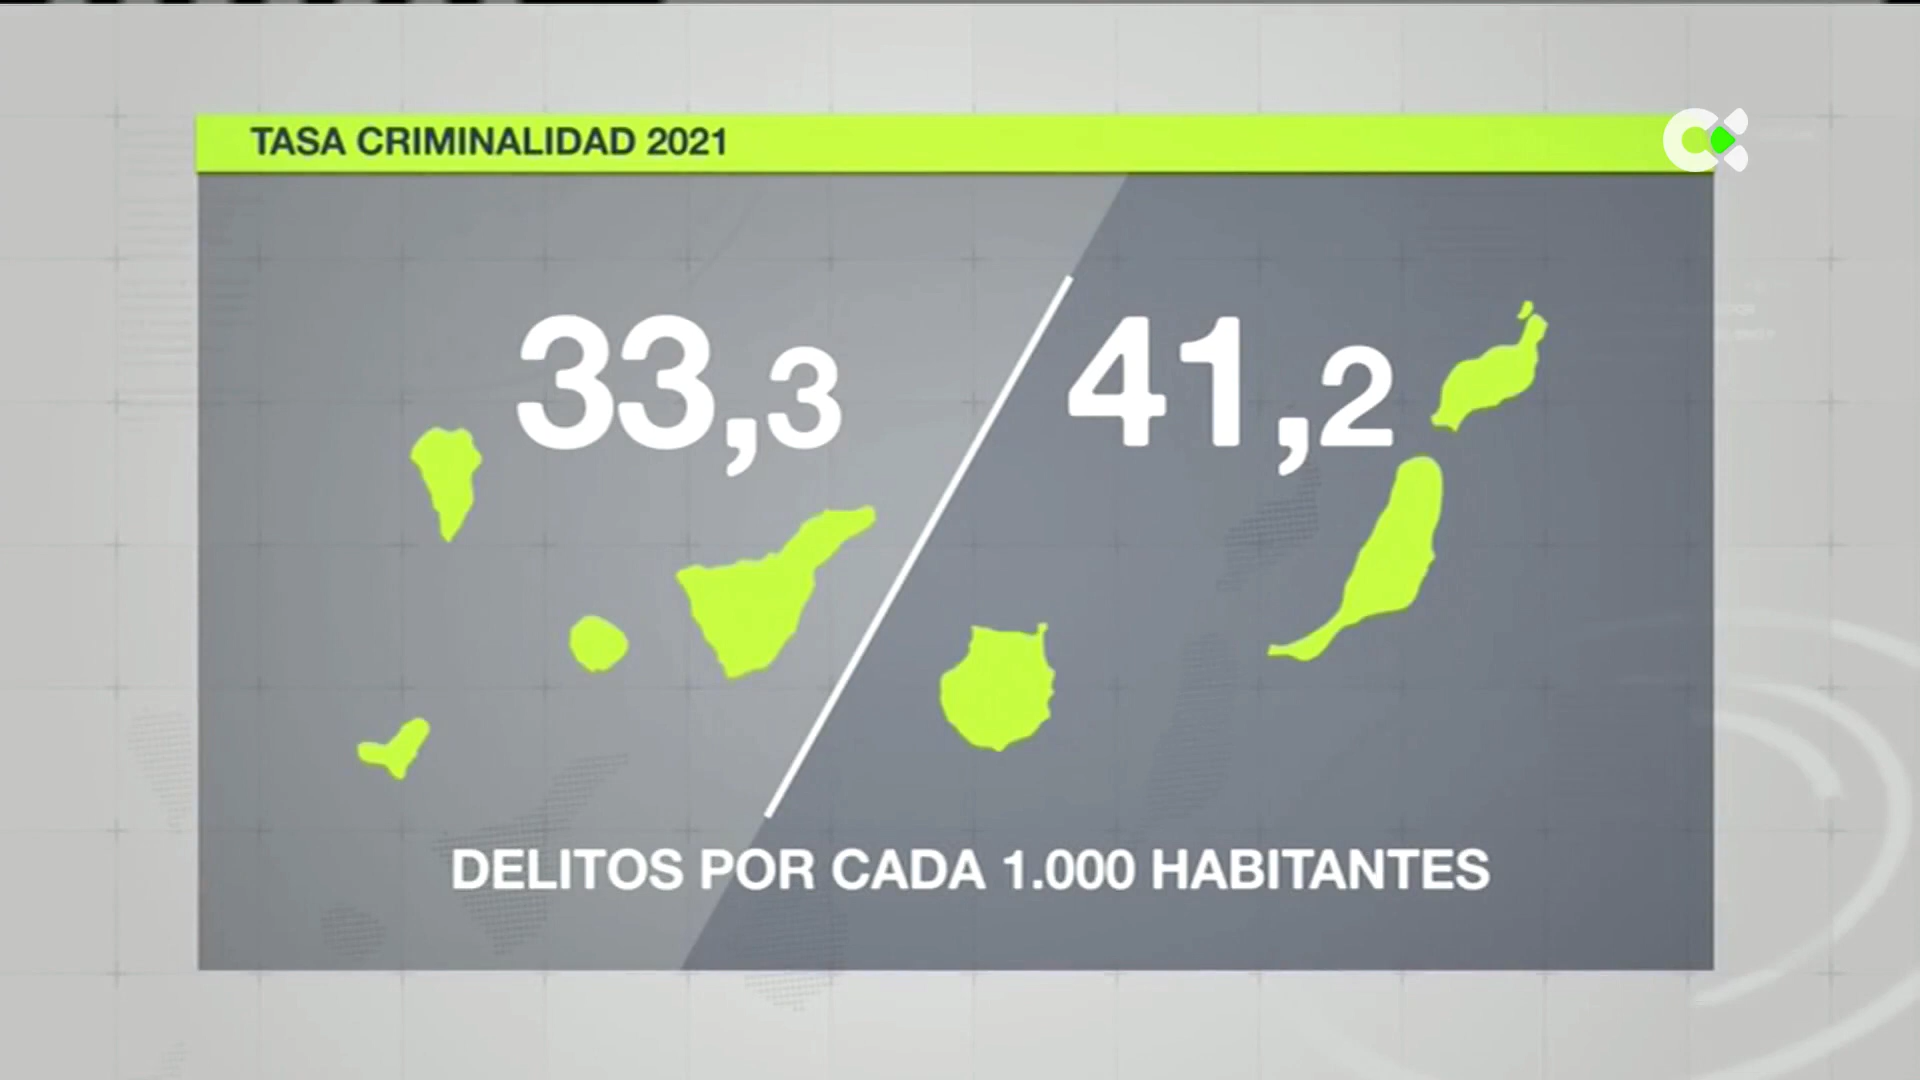 TASA CRIMINALIDAD 2021
33,3
41,2
DELITOS POR CADA 1.000 HABITANTES